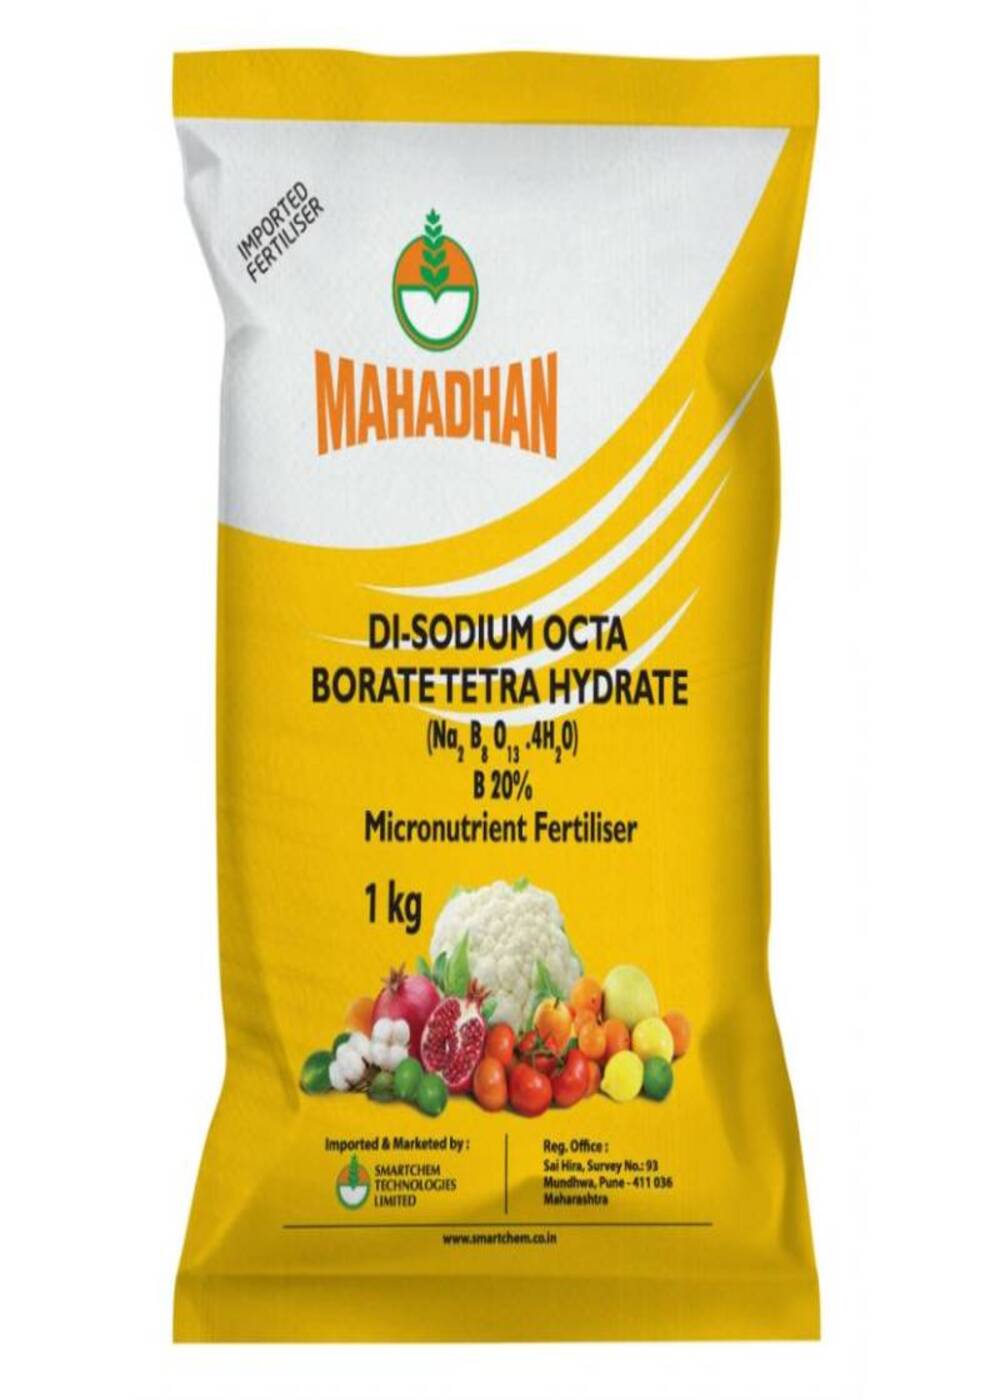 IMPORTED
FERTILISER
MAHADHAN
DI-SODIUM OCTA
BORATE TETRA HYDRATE
(Na₂ B₈ O₁₃ .4H₂O)
B 20%
Micronutrient Fertiliser
1 kg
Imported & Marketed by :
SMARTCHEM
TECHNOLOGIES
LIMITED
Reg. Office :
Sai Hira, Survey No.: 93
Mundhwa, Pune - 411 036
Maharashtra
www.smartchem.co.in